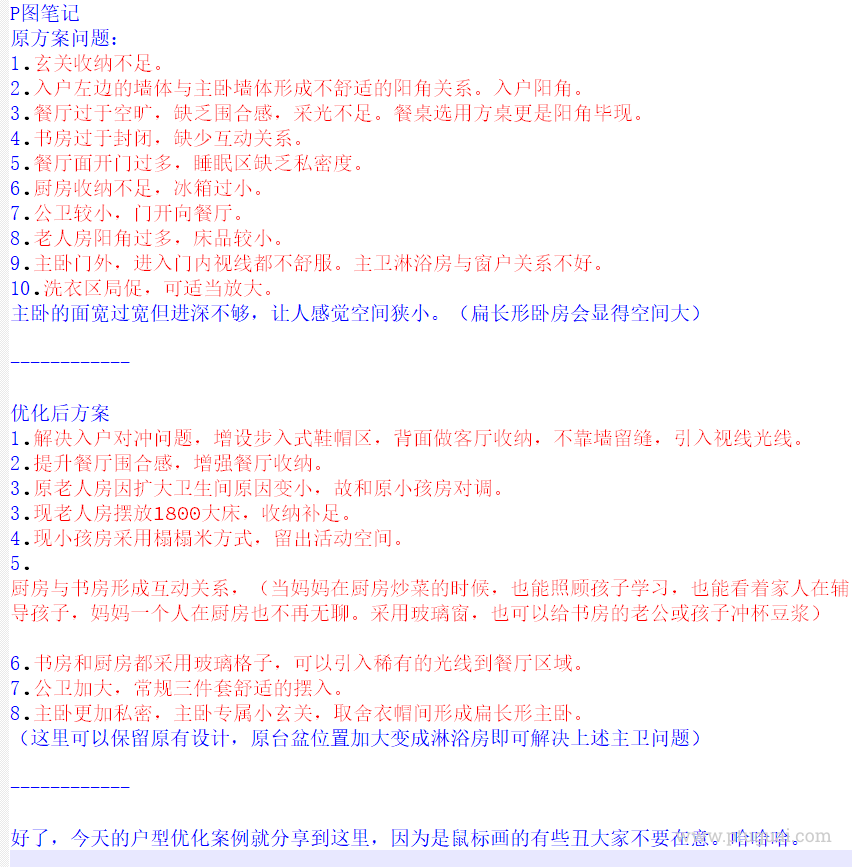 P图笔记
原方案问题：
1.玄关收纳不足。
2.入户左边的墙体与主卧墙体形成不舒适的阳角关系。入户阳角。
3.餐厅过于空旷，缺乏围合感，采光不足。餐桌选用方桌更是阳角毕现。
4.书房过于封闭，缺少互动关系。
5.餐厅面开门过多，睡眠区缺乏私密度。
6.厨房收纳不足，冰箱过小。
7.公卫较小，门开向餐厅。
8.老人房阳角过多，床品较小。
9.主卧门外，进入门内视线都不舒服。主卫淋浴房与窗户关系不好。
10.洗衣区局促，可适当放大。
主卧的面宽过宽但进深不够，让人感觉空间狭小。（扁长形卧房会显得空间大）
------------
优化后方案
1.解决入户对冲问题，增设步入式鞋帽区，背面做客厅收纳，不靠墙留缝，引入视线光线。
2.提升餐厅围合感，增强餐厅收纳。
3.原老人房因扩大卫生间原因变小，故和原小孩房对调。
3.现老人房摆放1800大床，收纳补足。
4.现小孩房采用榻榻米方式，留出活动空间。
5.
厨房与书房形成互动关系，（当妈妈在厨房炒菜的时候，也能照顾孩子学习，也能看着家人在辅
导孩子，妈妈一个人在厨房也不再无聊。采用玻璃窗，也可以给书房的老公或孩子冲杯豆浆）
6.书房和厨房都采用玻璃格子，可以引入稀有的光线到餐厅区域。
7.公卫加大，常规三件套舒适的摆入。
8.主卧更加私密，主卧专属小玄关，取舍衣帽间形成扁长形主卧。
（这里可以保留原有设计，原台盆位置加大变成淋浴房即可解决上述主卫问题）
------------
好了，今天的户型优化案例就分享到这里，因为是鼠标画的有些丑大家不要在意。哈哈哈。